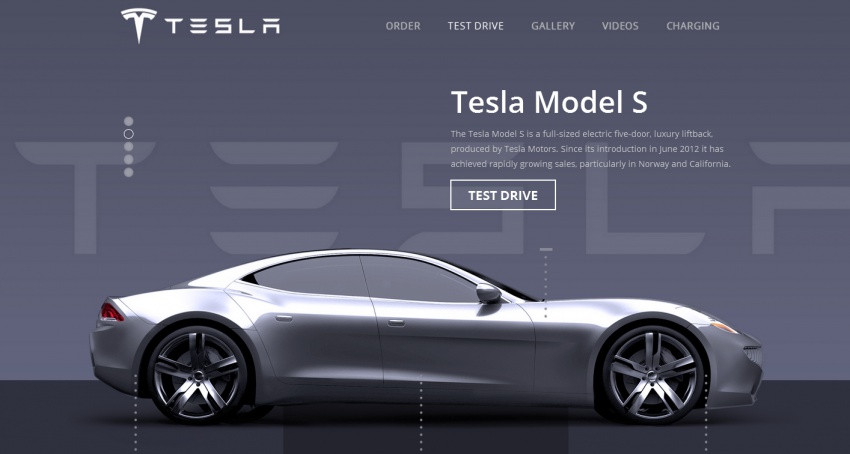 TESLA
ORDER TEST DRIVE GALLERY VIDEOS CHARGING
Tesla Model S
The Tesla Model S is a full-sized electric five-door, luxury liftback,
produced by Tesla Motors. Since its introduction in June 2012 it has
achieved rapidly growing sales, particularly in Norway and California.
TEST DRIVE
TESLA